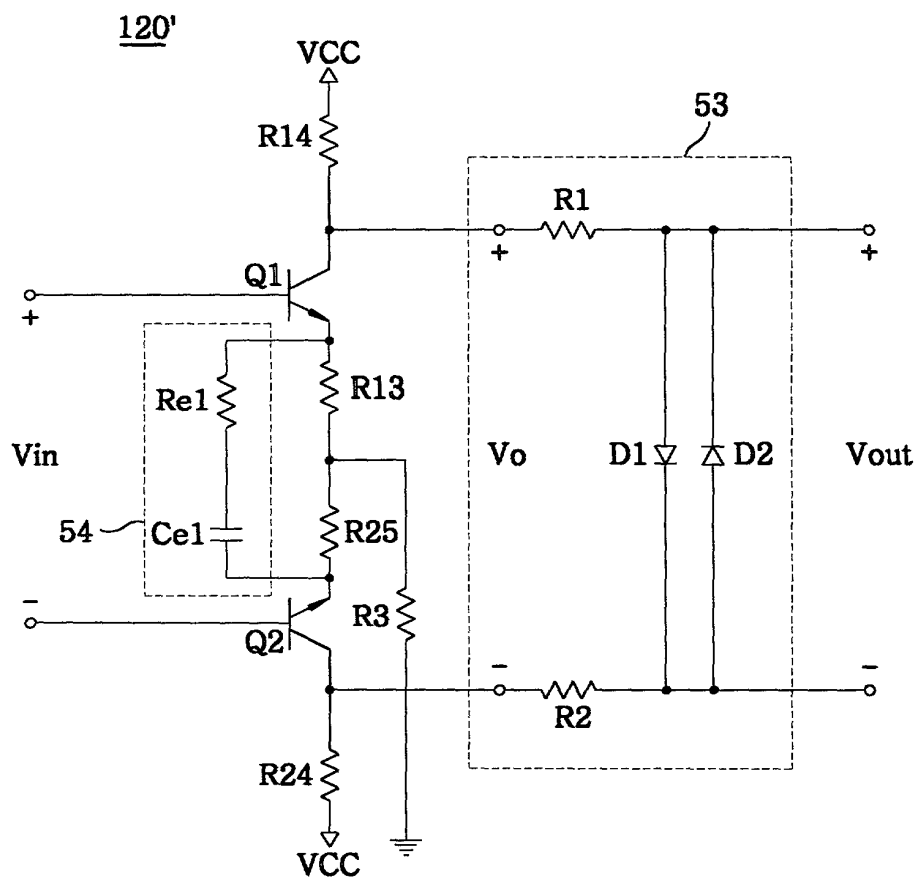 120'
VCC
R14
53
R1
+
+
Q1
+
R13
Re1
Vin
Vo
D1
D2
Vout
54
Ce1
R25
-
R3
Q2
-
-
R2
R24
VCC